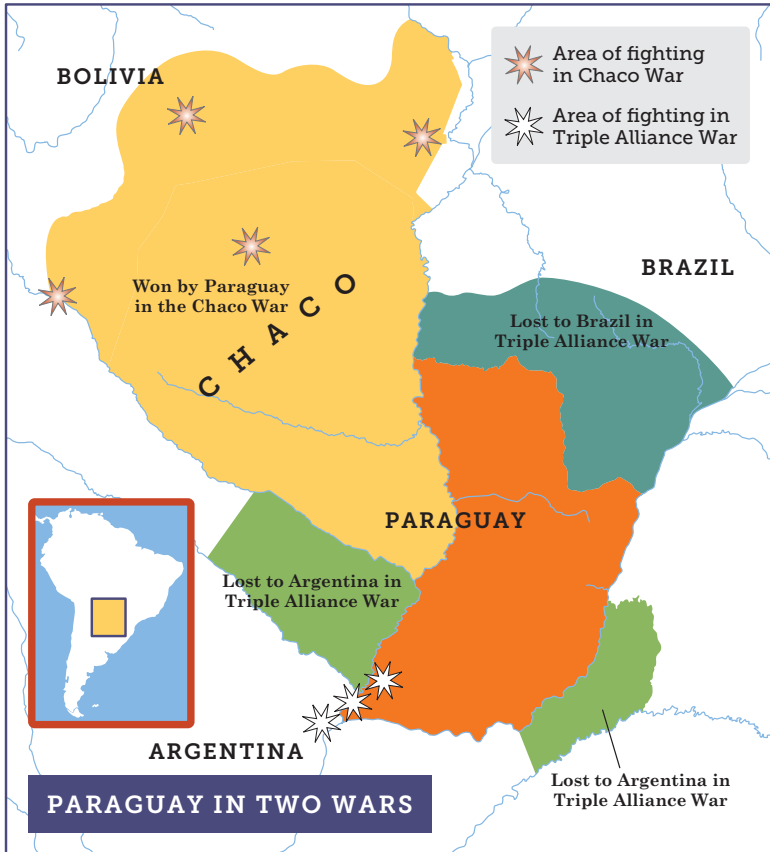 BOLIVIA
Area of fighting
in Chaco War
Area of fighting in
Triple Alliance War
BRAZIL
Won by Paraguay
in the Chaco War
CHACO
Lost to Brazil in
Triple Alliance War
PARAGUAY
Lost to Argentina in
Triple Alliance War
ARGENTINA
Lost to Argentina in
Triple Alliance War
PARAGUAY IN TWO WARS